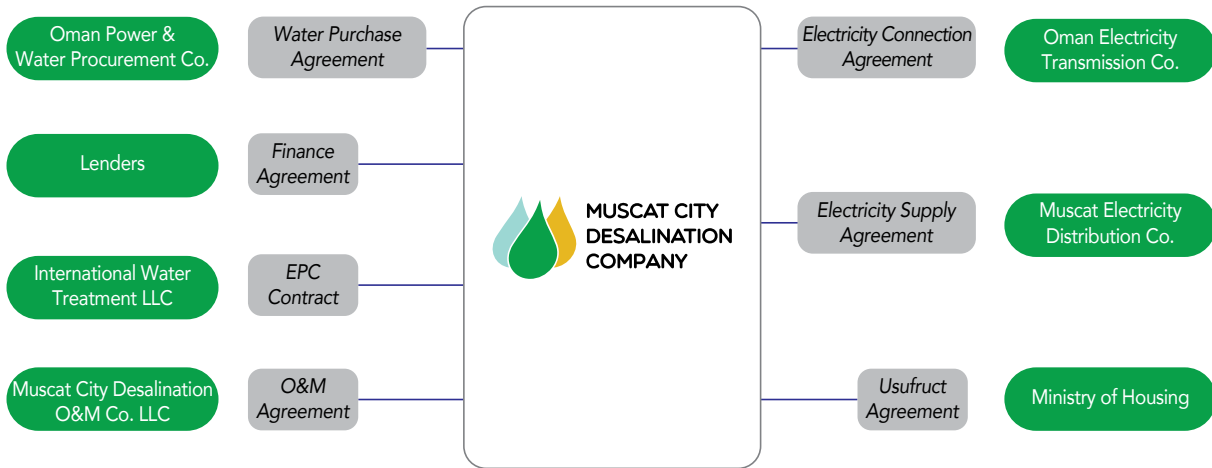 Oman Power &
Water Procurement Co.
Water Purchase
Agreement
Lenders
Finance
Agreement
International Water
Treatment LLC
EPC
Contract
Muscat City Desalination
O&M Co. LLC
O&M
Agreement
MUSCAT CITY
DESALINATION
COMPANY
Electricity Connection
Agreement
Oman Electricity
Transmission Co.
Electricity Supply
Agreement
Muscat Electricity
Distribution Co.
Usufruct
Agreement
Ministry of Housing